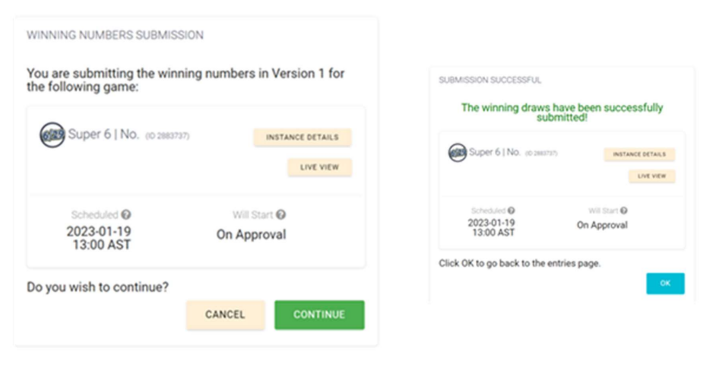 WINNING NUMBERS SUBMISSION
You are submitting the winning numbers in Version 1 for
the following game:
Super 6 | No. (ID 2883737)
INSTANCE DETAILS
LIVE VIEW
Scheduled
Will Start
2023-01-19
13:00 AST
On Approval
Do you wish to continue?
CANCEL
CONTINUE
SUBMISSION SUCCESSFUL
The winning draws have been successfully
submitted!
Super 6 | No. (ID 2883737)
INSTANCE DETAILS
LIVE VIEW
Scheduled
Will Start
2023-01-19
13:00 AST
On Approval
Click OK to go back to the entries page.
OK